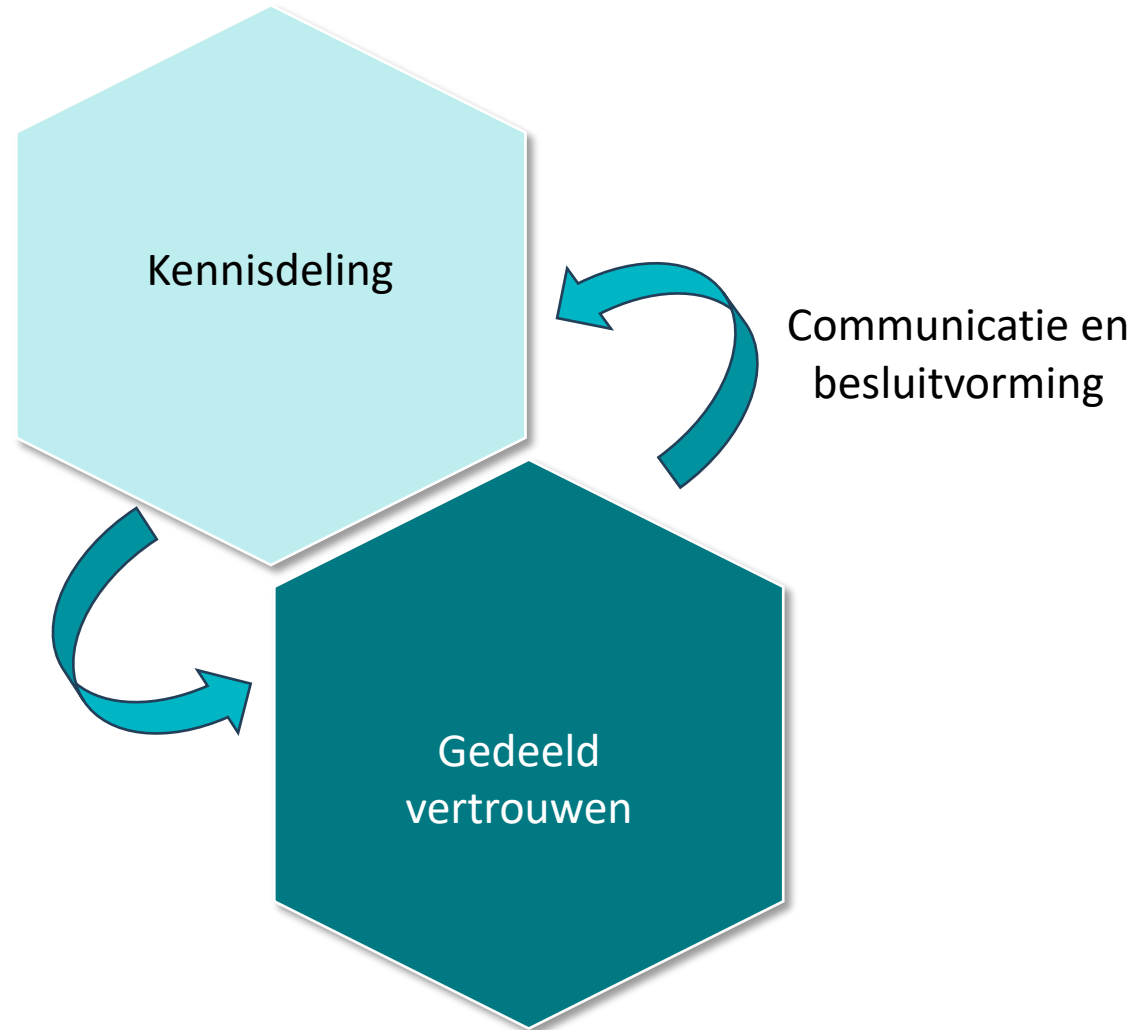 Kennisdeling
Communicatie en
besluitvorming
Gedeeld
vertrouwen